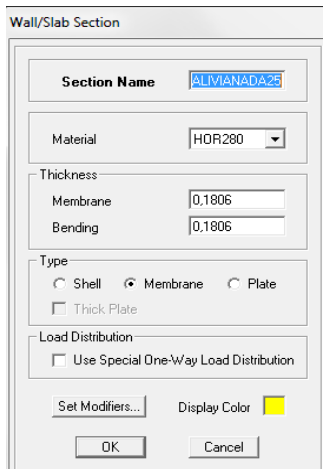 Wall/Slab Section
Section Name ALIVIANADA25
Material HOR280
Thickness
Membrane 0,1806
Bending 0,1806
Type
Shell Membrane Plate
Thick Plate
Load Distribution
Use Special One-Way Load Distribution
Set Modifiers... Display Color
OK Cancel